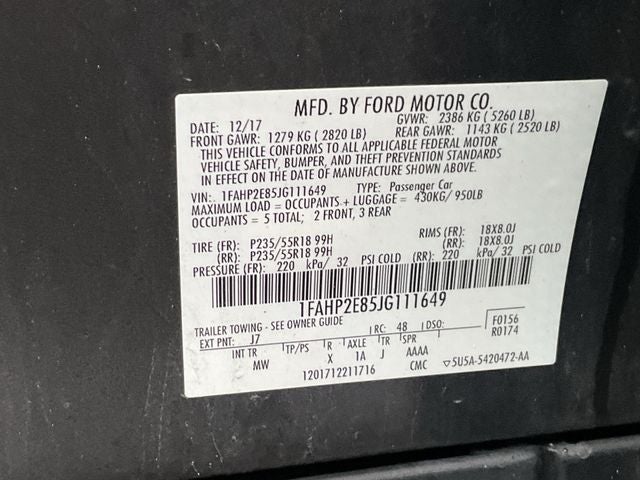 MFD. BY FORD MOTOR CO.
DATE: 12/17 GVWR: 2386 KG ( 5260 LB)
FRONT GAWR: 1279 KG ( 2820 LB) REAR GAWR: 1143 KG ( 2520 LB)
THIS VEHICLE CONFORMS TO ALL APPLICABLE FEDERAL MOTOR
VEHICLE SAFETY, BUMPER, AND THEFT PREVENTION STANDARDS
IN EFFECT ON THE DATE OF MANUFACTURE SHOWN ABOVE.
VIN: 1FAHP2E85JG111649 TYPE: Passenger Car
MAXIMUM LOAD = OCCUPANTS + LUGGAGE = 430KG/ 950LB
OCCUPANTS = 5 TOTAL; 2 FRONT, 3 REAR
TIRE (FR): P235/55R18 99H RIMS (FR): 18X8.0J
(RR): P235/55R18 99H (RR): 18X8.0J
PRESSURE (FR): 220 kPa/ 32 PSI COLD (RR): 220 kPa/ 32 PSI COLD
1FAHP2E85JG111649
TRAILER TOWING - SEE OWNER GUIDE
EXT PNT: J7 RC: 48 DSO: F0156
INT TR TP/PS R AXLE TR SPR R0174
MW X 1A J AAAA
1201712211716 CMC ▽5U5A-5420472-AA